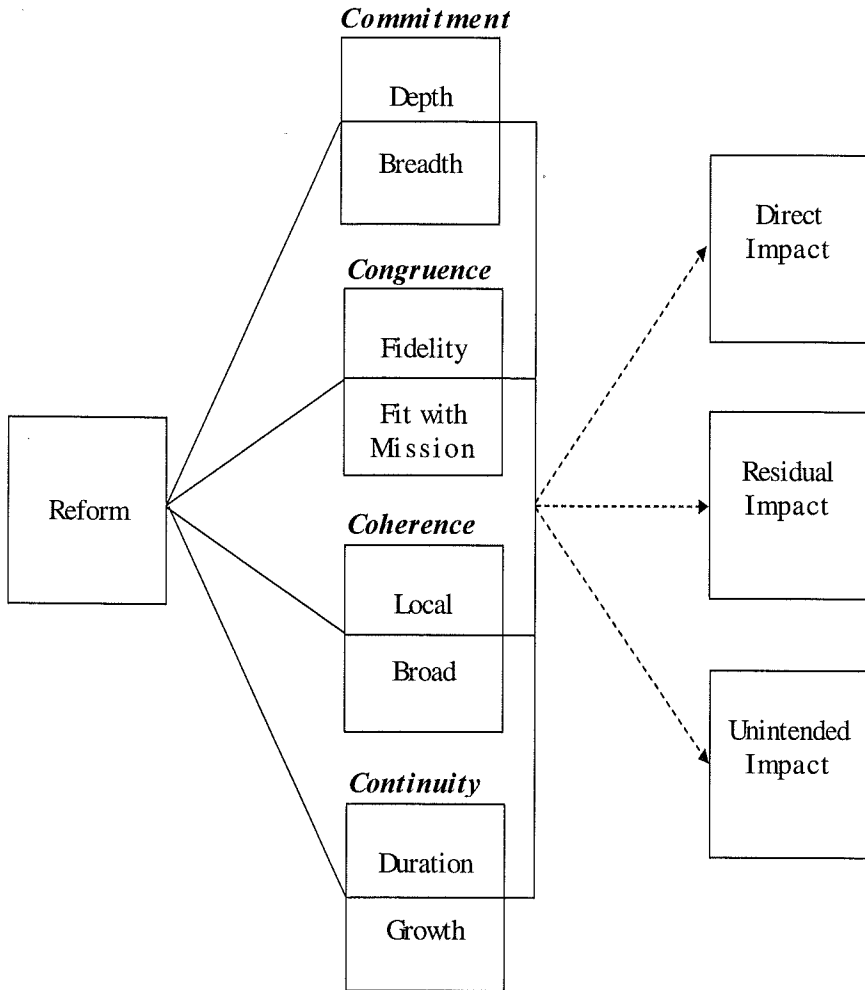 Commitment
Depth
Breadth
Congruence
Fidelity
Fit with
Mission
Coherence
Local
Broad
Continuity
Duration
Growth
Reform
Direct
Impact
Residual
Impact
Unintended
Impact